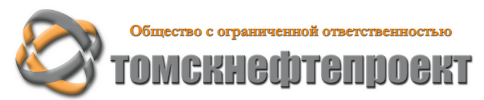 Общество с ограниченной ответственностью
томскнефтепроект